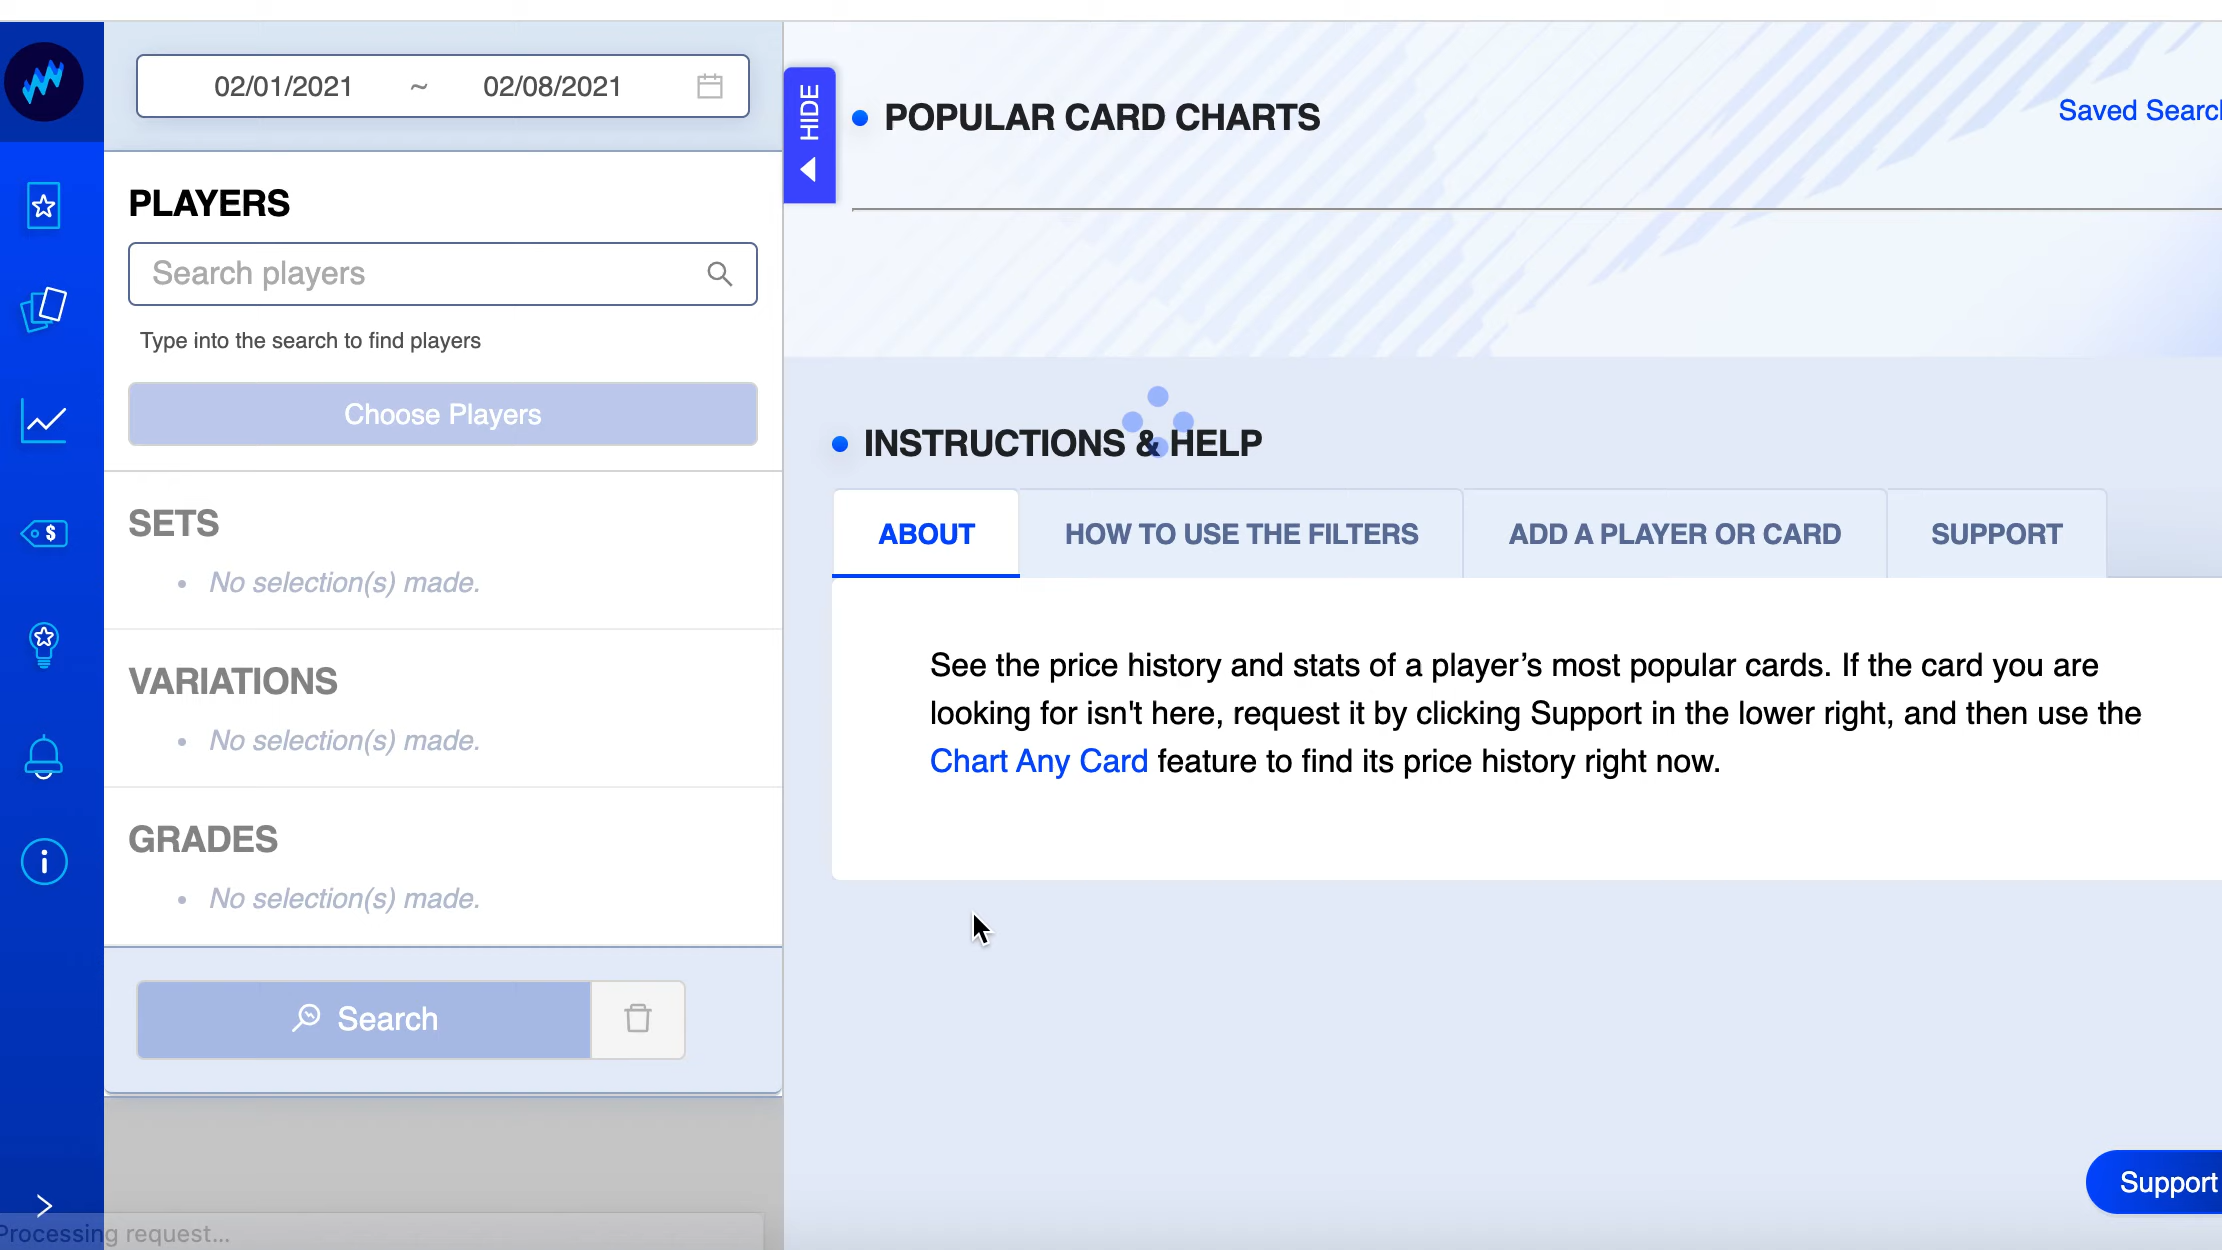 02/01/2021 ~ 02/08/2021
PLAYERS
Search players
Type into the search to find players
Choose Players
SETS
No selection(s) made.
VARIATIONS
No selection(s) made.
GRADES
No selection(s) made.
Search
HIDE
POPULAR CARD CHARTS
Saved Search
INSTRUCTIONS & HELP
ABOUT
HOW TO USE THE FILTERS
ADD A PLAYER OR CARD
SUPPORT
See the price history and stats of a player’s most popular cards. If the card you are
looking for isn't here, request it by clicking Support in the lower right, and then use the
Chart Any Card feature to find its price history right now.
Support
Processing request...